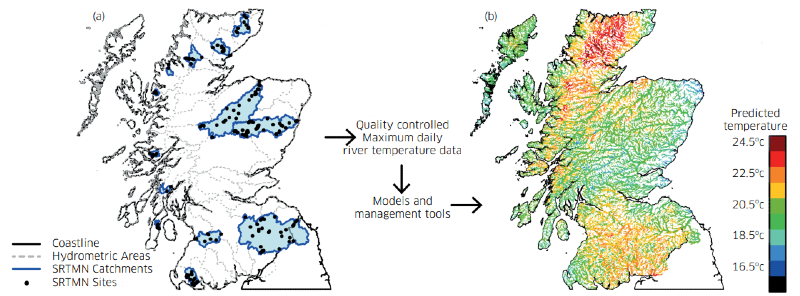 (a)
Coastline
Hydrometric Areas
SRTMN Catchments
SRTMN Sites
Quality controlled
Maximum daily
river temperature data
Models and
management tools
(b)
Predicted
temperature
24.5°c
22.5°c
20.5°c
18.5°c
16.5°c